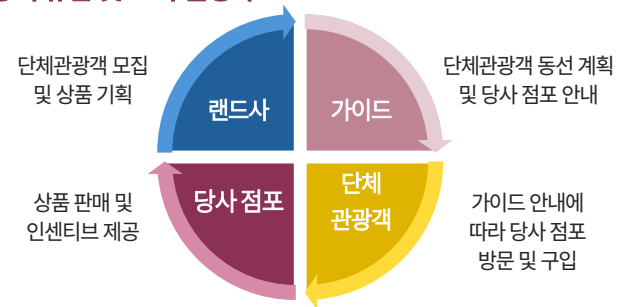 단체관광객 모집
및 상품 기획
랜드사
가이드
단체관광객 동선 계획
및 당사 점포 안내
상품 판매 및
인센티브 제공
당사 점포
단체
관광객
가이드 안내에
따라 당사 점포
방문 및 구입